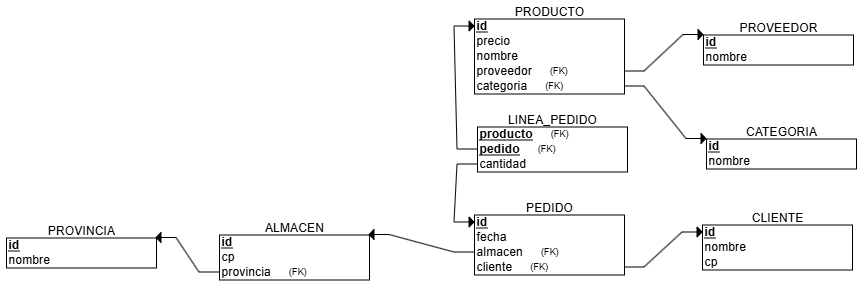 PRODUCTO
id
precio
nombre
proveedor (FK)
categoria (FK)
PROVEEDOR
id
nombre
LINEA_PEDIDO
producto (FK)
pedido (FK)
cantidad
CATEGORIA
id
nombre
PROVINCIA
id
nombre
ALMACEN
id
cp
provincia (FK)
PEDIDO
id
fecha
almacen (FK)
cliente (FK)
CLIENTE
id
nombre
cp